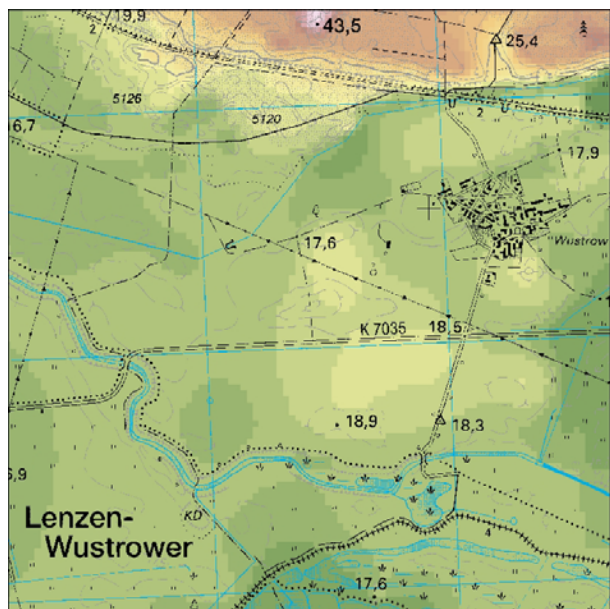 19,9
2
43,5
25,4
5126
5120
6,7
U 2 U
17,9
17,6
Wustrow
K 7035
18,5
18,9
18,3
6,9
Lenzen-
Wustrower
KD
4
17,6